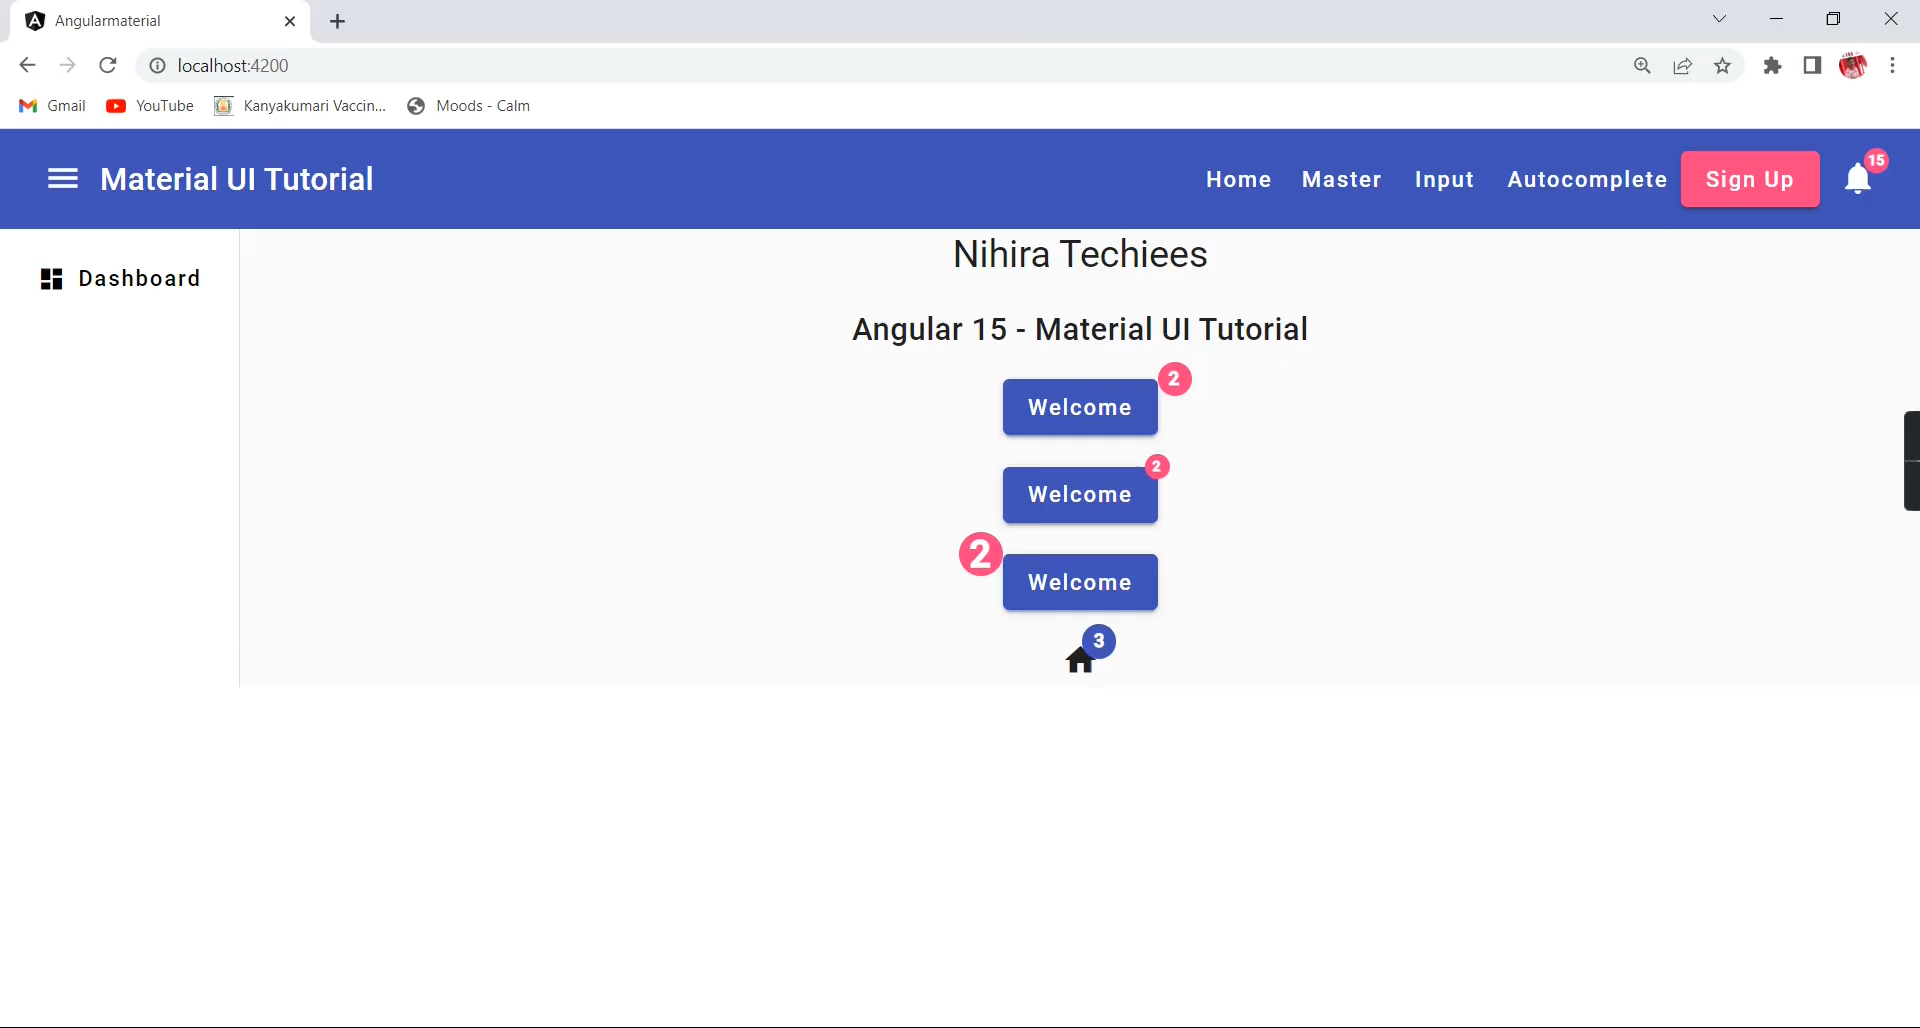 Angularmaterial
localhost:4200
Gmail YouTube Kanyakumari Vaccin... Moods - Calm
Material UI Tutorial Home Master Input Autocomplete Sign Up 15
Dashboard
Nihira Techiees
Angular 15 - Material UI Tutorial
Welcome 2
Welcome 2
2 Welcome
3